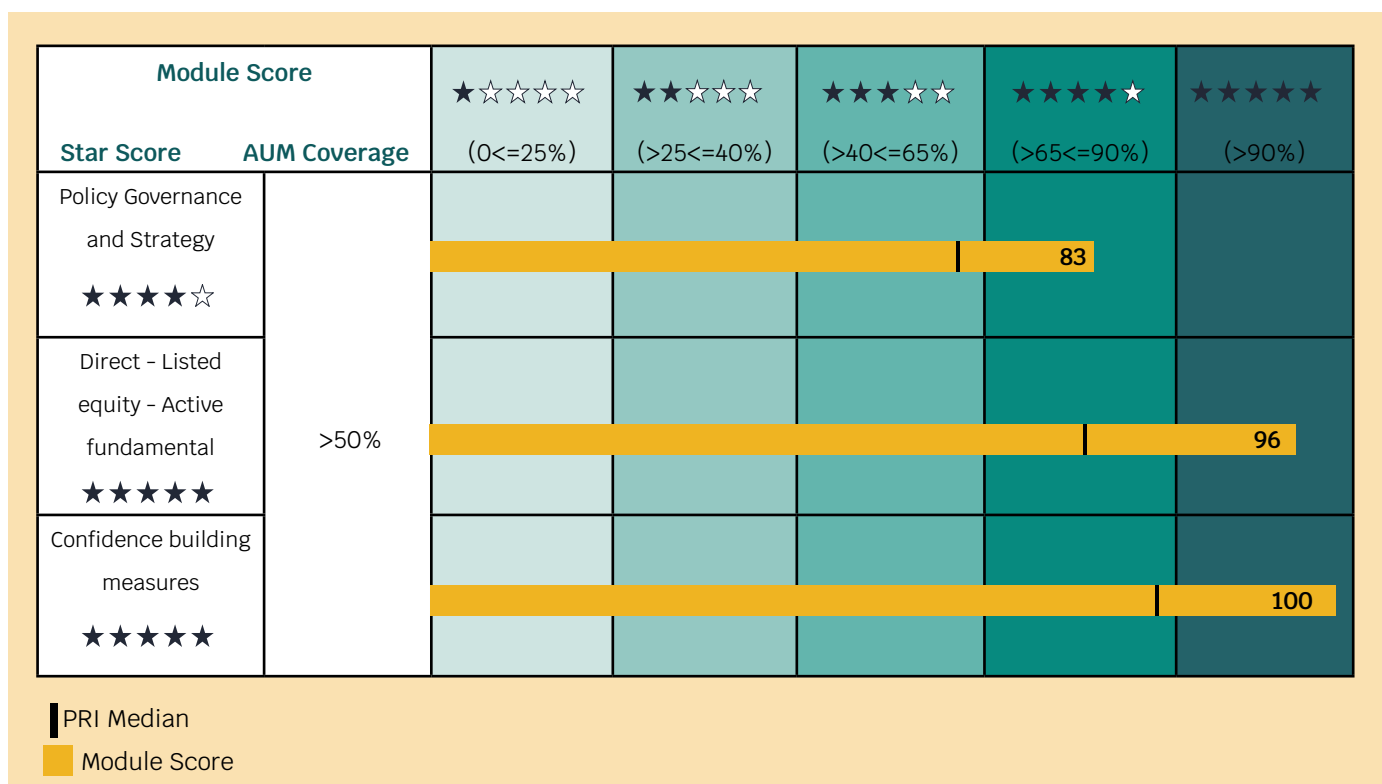 Module Score
★☆☆☆☆ ★★☆☆☆ ★★★☆☆ ★★★★☆ ★★★★★
Star Score AUM Coverage (0<=25%) (>25<=40%) (>40<=65%) (>65<=90%) (>90%)
Policy Governance
and Strategy
★★★★☆
83
Direct - Listed
equity - Active
fundamental
★★★★★
>50%
96
Confidence building
measures
★★★★★
100
PRI Median
Module Score